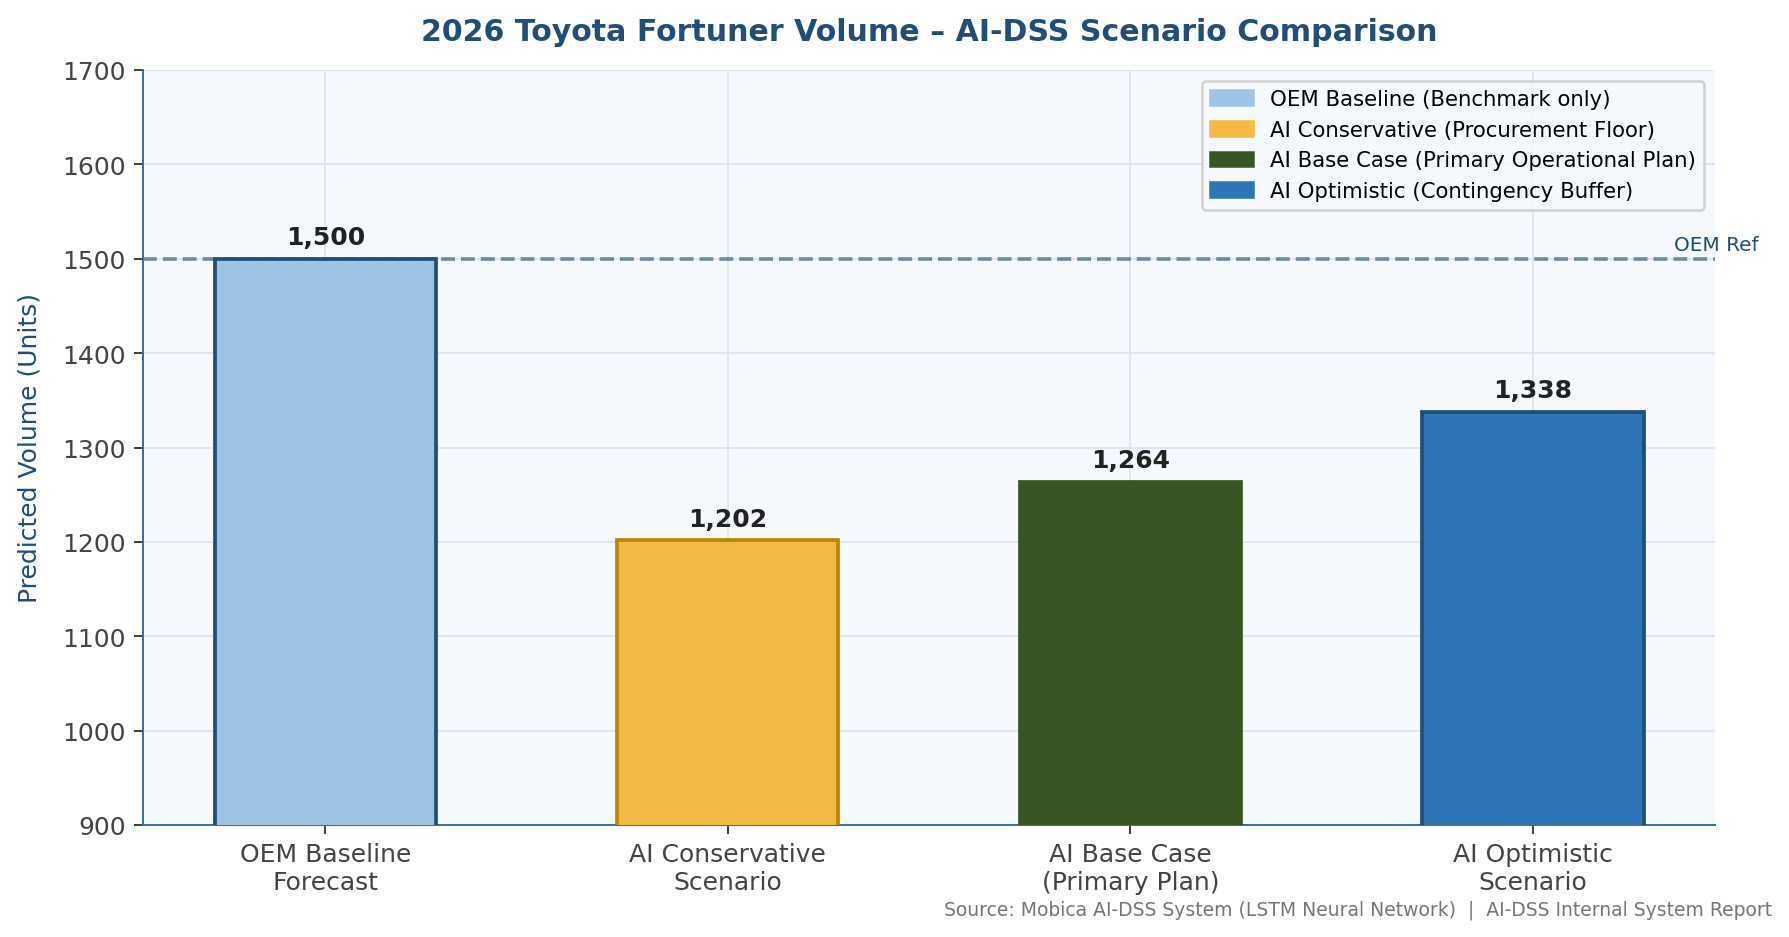 2026 Toyota Fortuner Volume – AI-DSS Scenario Comparison
Predicted Volume (Units)
1700
1600
1500
1400
1300
1200
1100
1000
900
OEM Baseline (Benchmark only)
AI Conservative (Procurement Floor)
AI Base Case (Primary Operational Plan)
AI Optimistic (Contingency Buffer)
OEM Ref
1,500
1,202
1,264
1,338
OEM Baseline
Forecast
AI Conservative
Scenario
AI Base Case
(Primary Plan)
AI Optimistic
Scenario
Source: Mobica AI-DSS System (LSTM Neural Network) | AI-DSS Internal System Report